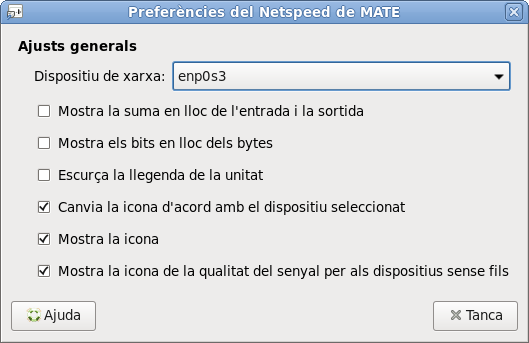 Preferències del Netspeed de MATE
Ajusts generals
Dispositiu de xarxa: enp0s3
Mostra la suma en lloc de l'entrada i la sortida
Mostra els bits en lloc dels bytes
Escurça la llegenda de la unitat
Canvia la icona d'acord amb el dispositiu seleccionat
Mostra la icona
Mostra la icona de la qualitat del senyal per als dispositius sense fils
Ajuda Tanca